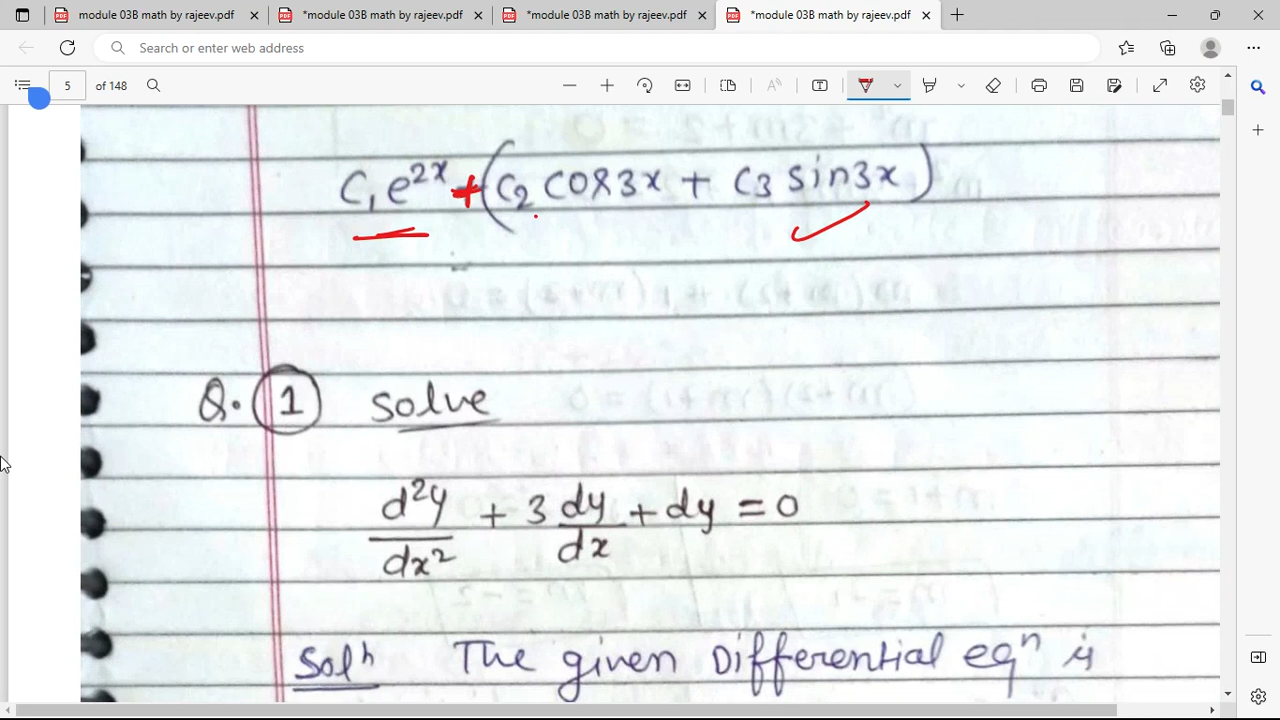 module 03B math by rajeev.pdf
*module 03B math by rajeev.pdf
*module 03B math by rajeev.pdf
*module 03B math by rajeev.pdf
Search or enter web address
5 of 148
C₁e²ˣ + (C₂ cos3x + C₃ sin3x)
Q. 1 Solve
d²y/dx² + 3 dy/dx + dy = 0
Solⁿ The given Differential eqⁿ is